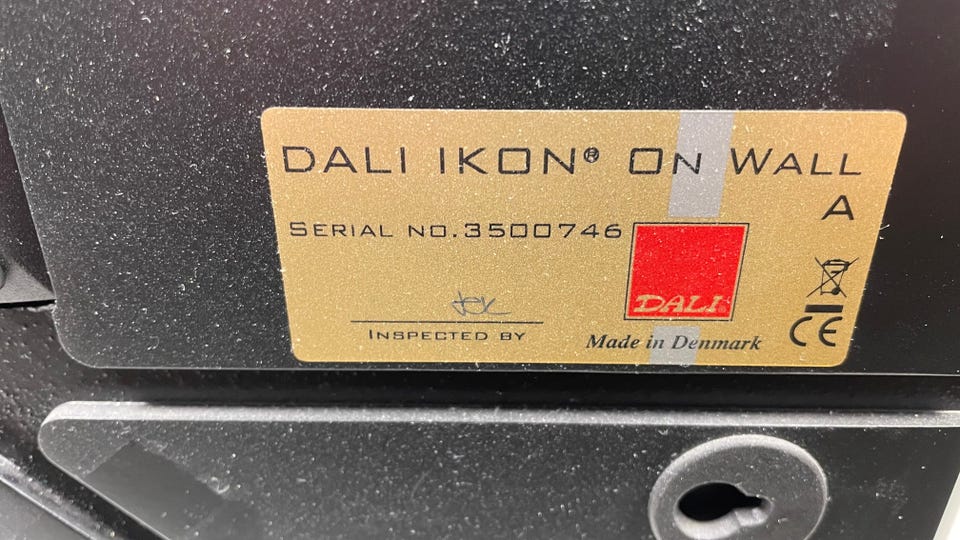 DALI IKON® ON WALL
A
SERIAL NO.3500746
DALI®
INSPECTED BY
Made in Denmark
CE